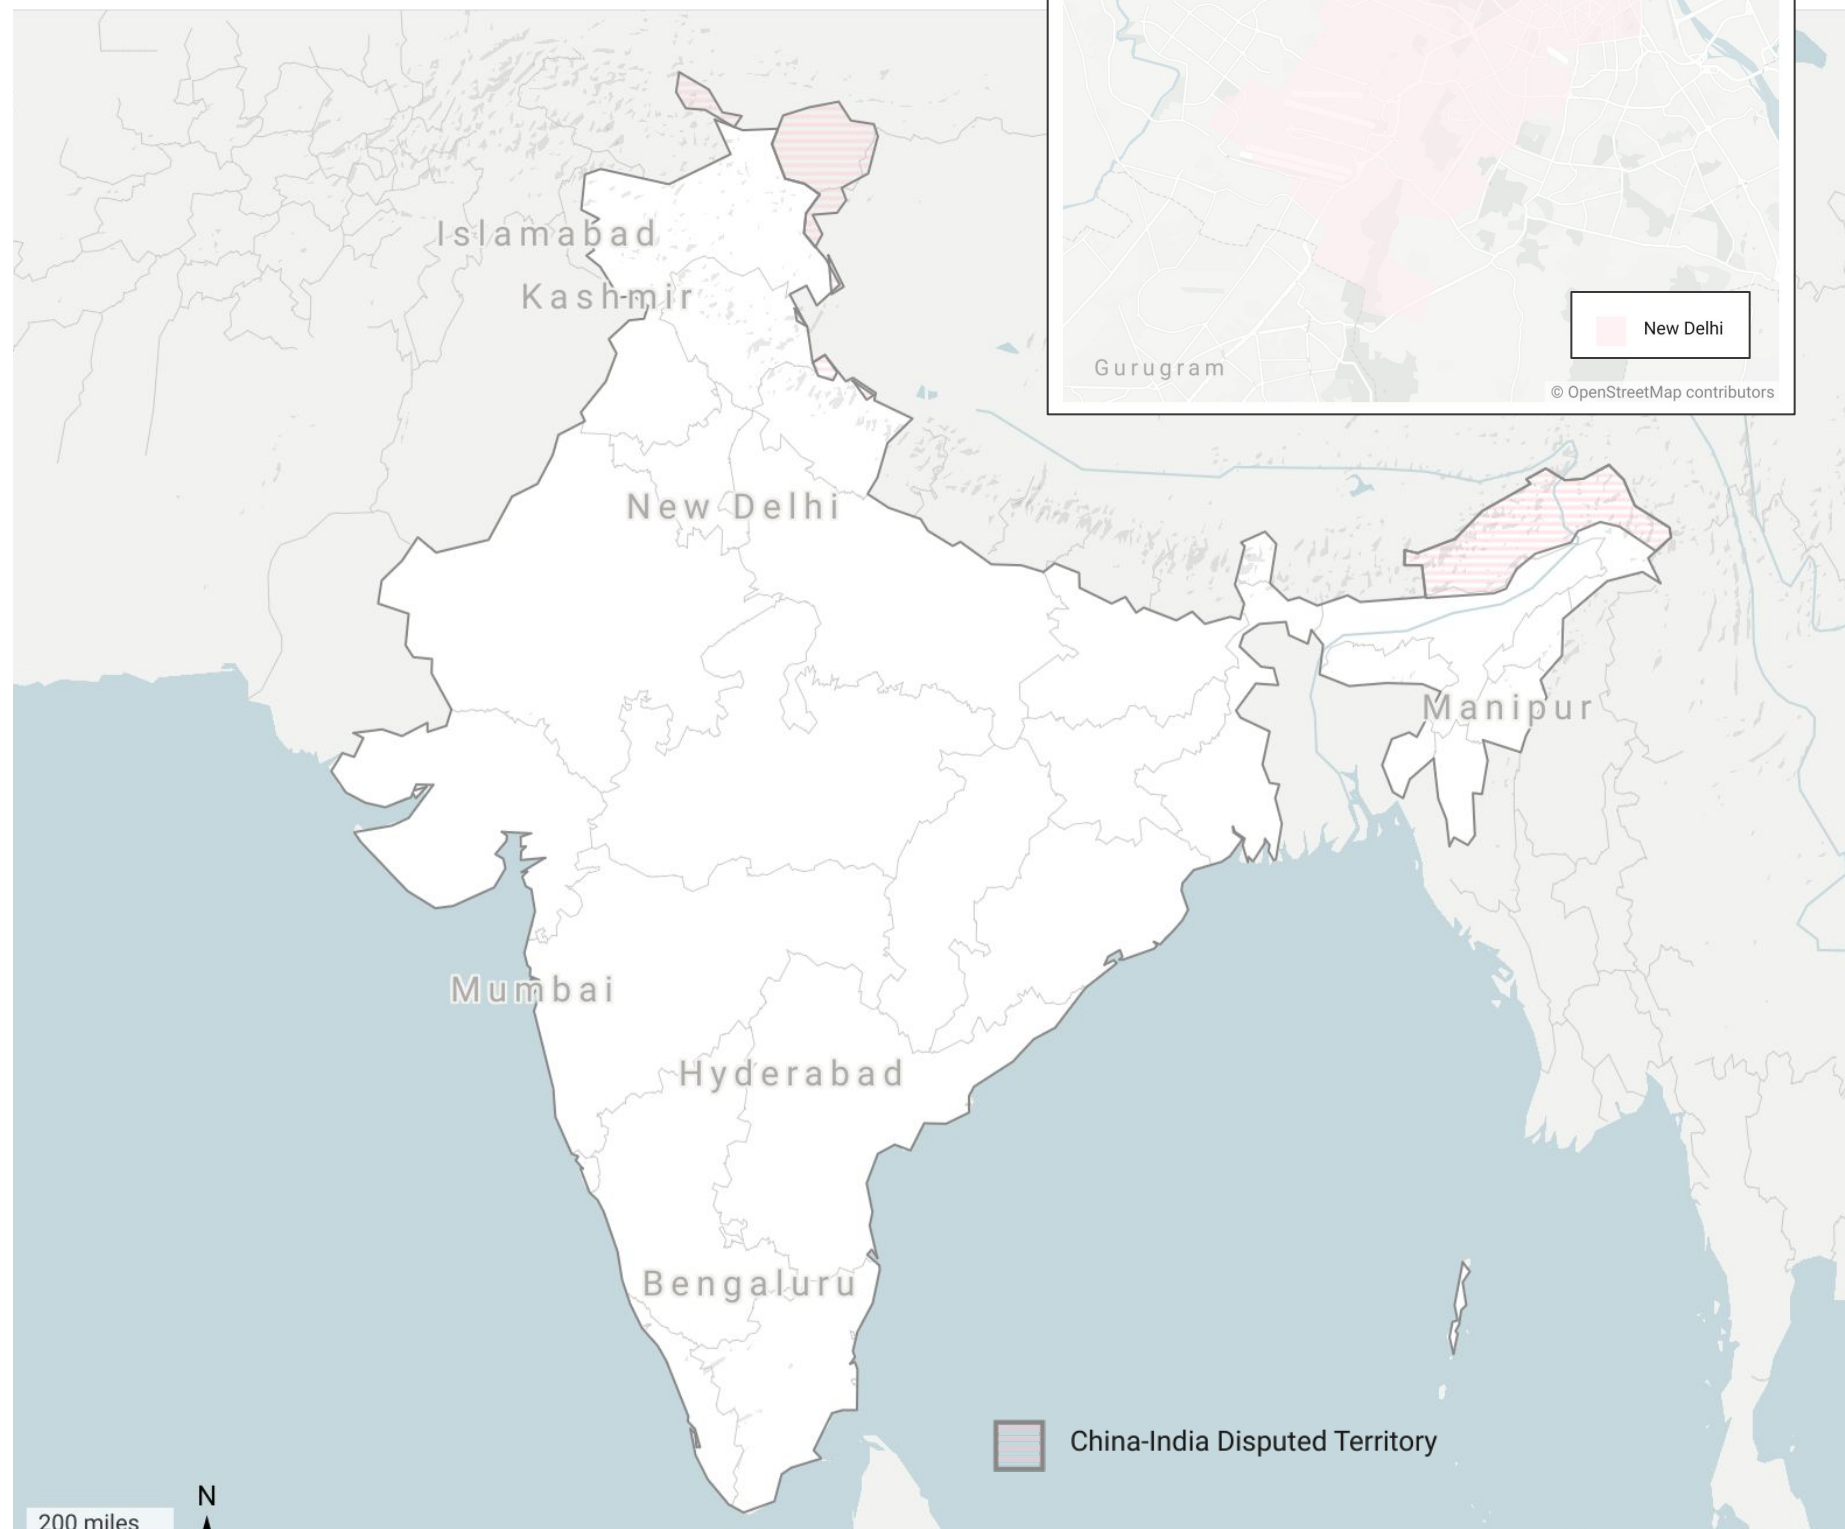 New Delhi
Gurugram
© OpenStreetMap contributors
Islamabad
Kashmir
New Delhi
Manipur
Mumbai
Hyderabad
Bengaluru
China-India Disputed Territory
N
200 miles